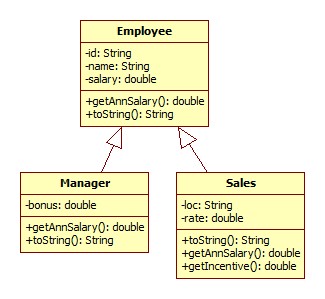 Employee
-id: String
-name: String
-salary: double
+getAnnSalary(): double
+toString(): String
Manager
-bonus: double
+getAnnSalary(): double
+toString(): String
Sales
-loc: String
-rate: double
+toString(): String
+getAnnSalary(): double
+getIncentive(): double